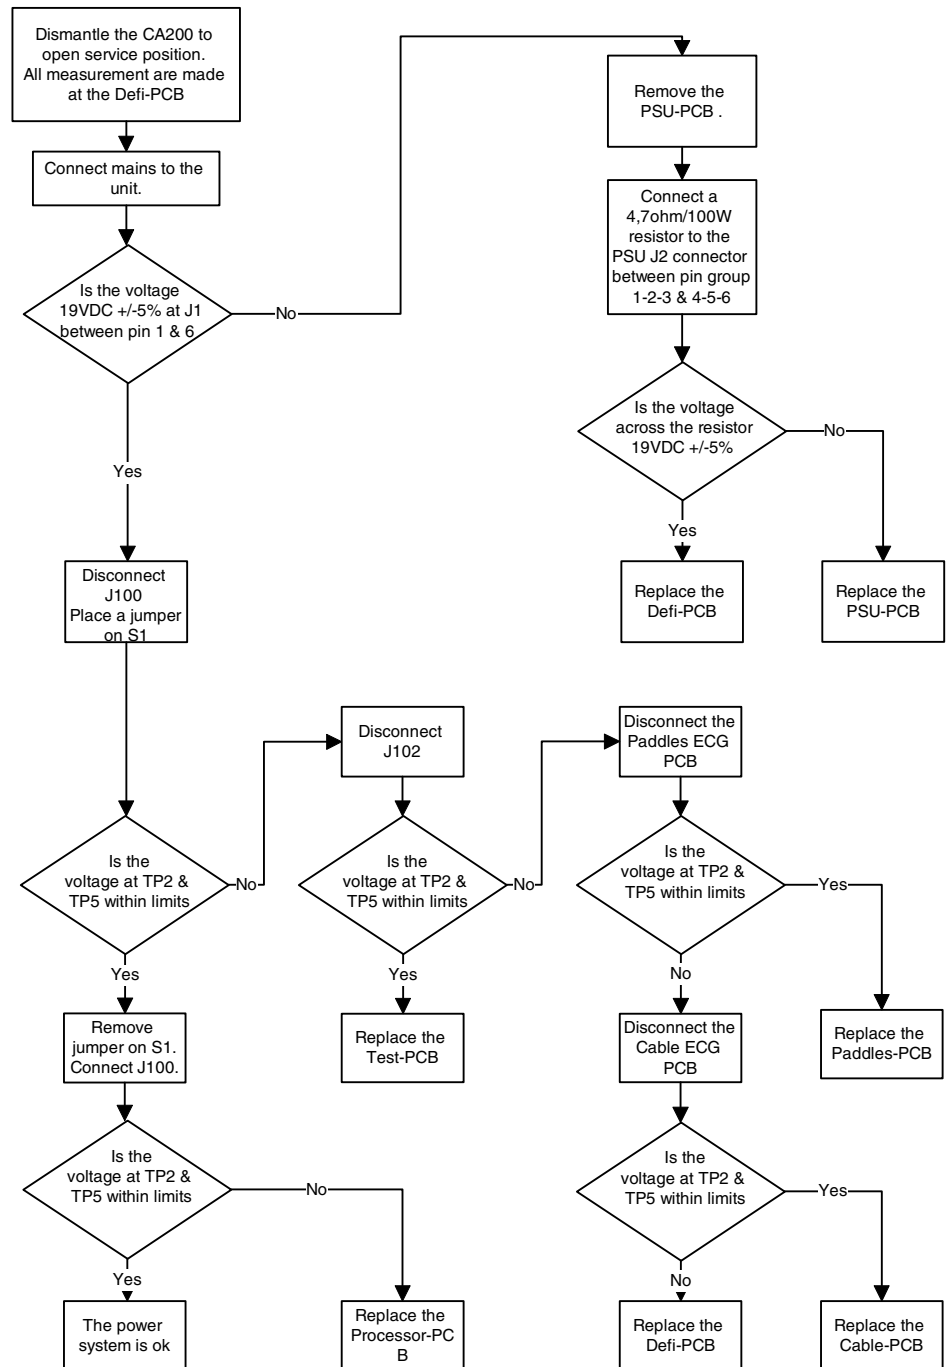 Dismantle the CA200 to
open service position.
All measurement are made
at the Defi-PCB
Connect mains to the
unit.
Is the voltage
19VDC +/-5% at J1
between pin 1 & 6
No
Yes
Remove the
PSU-PCB .
Connect a
4,7ohm/100W
resistor to the
PSU J2 connector
between pin group
1-2-3 & 4-5-6
Is the voltage
across the resistor
19VDC +/-5%
No
Yes
Replace the
Defi-PCB
Replace the
PSU-PCB
Disconnect
J100
Place a jumper
on S1
Is the
voltage at TP2 &
TP5 within limits
No
Yes
Disconnect
J102
Is the
voltage at TP2 &
TP5 within limits
No
Yes
Replace the
Test-PCB
Disconnect the
Paddles ECG
PCB
Is the
voltage at TP2 &
TP5 within limits
Yes
No
Replace the
Paddles-PCB
Remove
jumper on S1.
Connect J100.
Is the
voltage at TP2 &
TP5 within limits
No
Yes
The power
system is ok
Replace the
Processor-PC
B
Disconnect the
Cable ECG
PCB
Is the
voltage at TP2 &
TP5 within limits
Yes
No
Replace the
Defi-PCB
Replace the
Cable-PCB